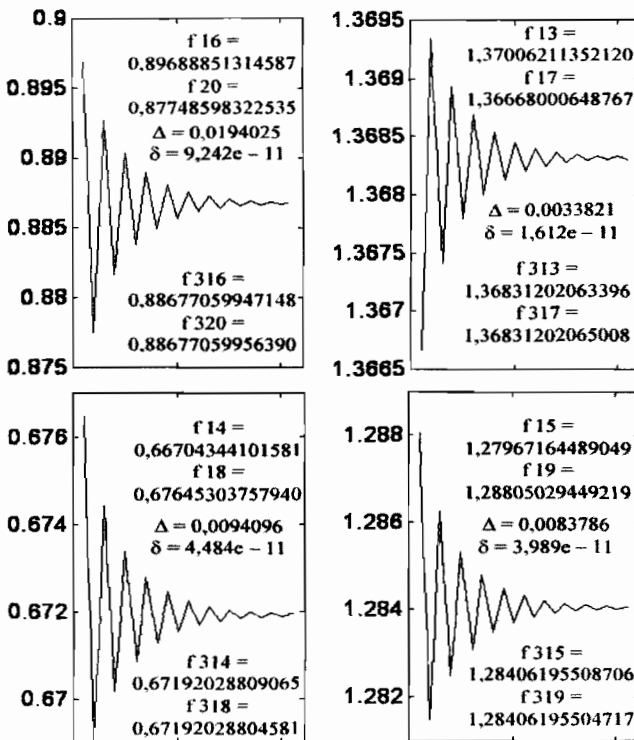 0.9
0.895
0.89
0.885
0.88
0.875
f 16 =
0,89688851314587
f 20 =
0,87748598322535
Δ = 0,0194025
δ = 9,242e – 11
f 316 =
0,88677059947148
f 320 =
0,88677059956390
1.3695
1.369
1.3685
1.368
1.3675
1.367
1.3665
f 13 =
1,37006211352120
f 17 =
1,36668000648767
Δ = 0,0033821
δ = 1,612e – 11
f 313 =
1,36831202063396
f 317 =
1,36831202065008
0.676
0.674
0.672
0.67
f 14 =
0,66704344101581
f 18 =
0,67645303757940
Δ = 0,0094096
δ = 4,484e – 11
f 314 =
0,67192028809065
f 318 =
0,67192028804581
1.288
1.286
1.284
1.282
f 15 =
1,27967164489049
f 19 =
1,28805029449219
Δ = 0,0083786
δ = 3,989e – 11
f 315 =
1,28406195508706
f 319 =
1,28406195504717